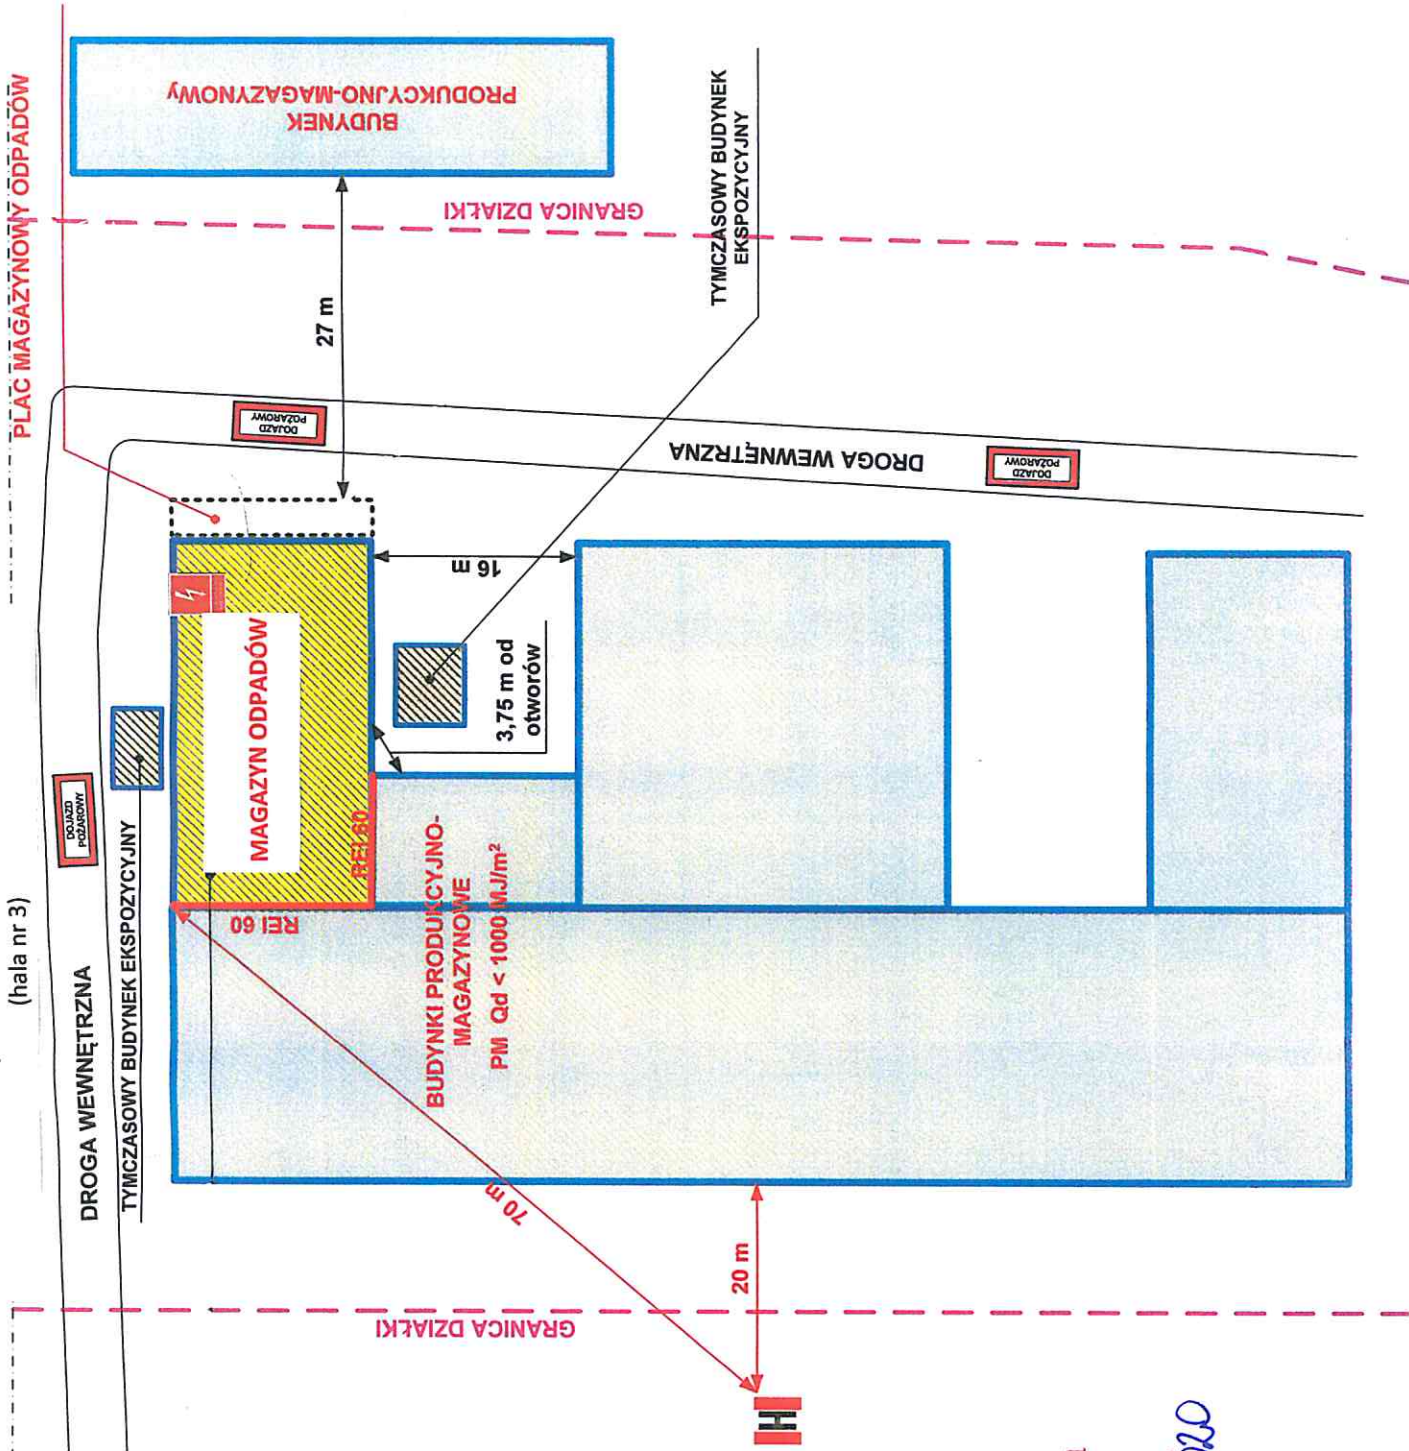 PLAC MAGAZYNOWY ODPADÓW
(hala nr 3)
BUDYNEK
PRODUKCYJNO-MAGAZYNOWy
GRANICA DZIAŁKI
27 m
TYMCZASOWY BUDYNEK
EKSPOZYCYJNY
DOJAZD
POŻAROWY
DROGA WEWNĘTRZNA
DOJAZD
POŻAROWY
16 m
3,75 m od
otworów
MAGAZYN ODPADÓW
DOJAZD
POŻAROWY
REI 60
REI 60
TYMCZASOWY BUDYNEK EKSPOZYCYJNY
DROGA WEWNĘTRZNA
BUDYNKI PRODUKCYJNO-
MAGAZYNOWE
PM Qd < 1000 MJ/m²
70 m
20 m
GRANICA DZIAŁKI
H
020